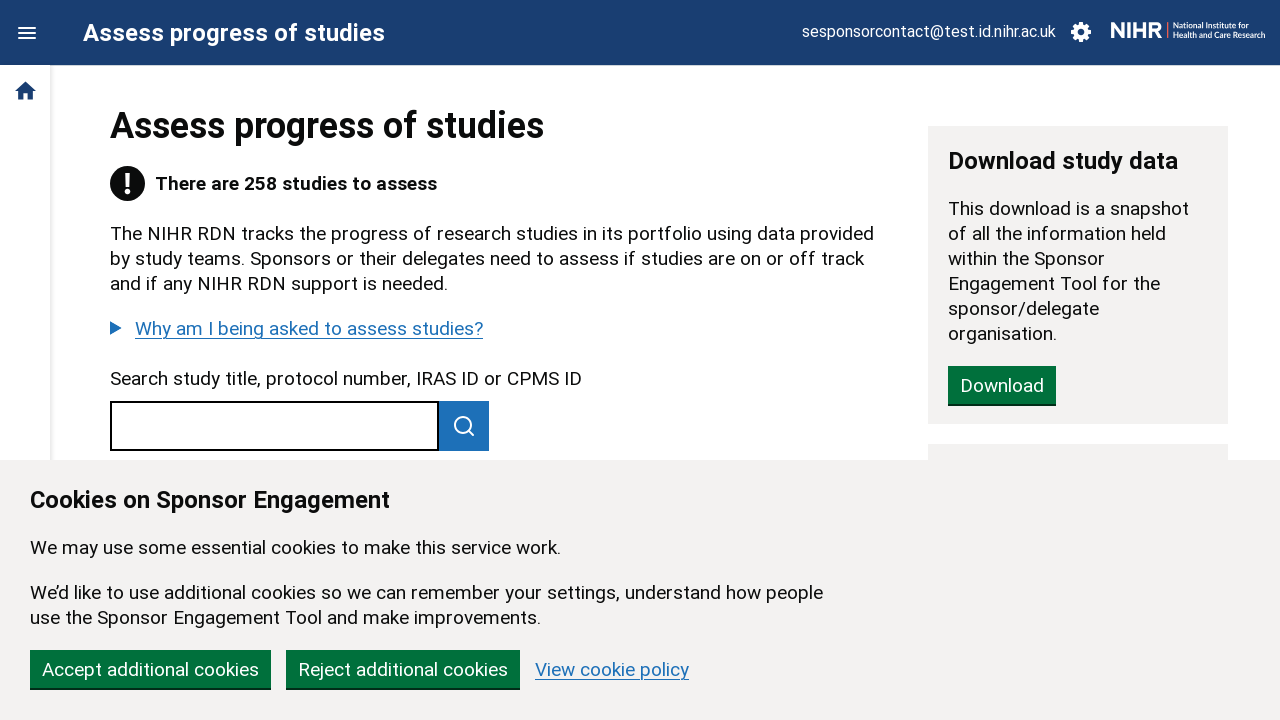 Assess progress of studies
sesponsorcontact@test.id.nihr.ac.uk
NIHR | National Institute for
Health and Care Research
Assess progress of studies
There are 258 studies to assess
The NIHR RDN tracks the progress of research studies in its portfolio using data provided
by study teams. Sponsors or their delegates need to assess if studies are on or off track
and if any NIHR RDN support is needed.
Why am I being asked to assess studies?
Search study title, protocol number, IRAS ID or CPMS ID
Download study data
This download is a snapshot
of all the information held
within the Sponsor
Engagement Tool for the
sponsor/delegate
organisation.
Download
Cookies on Sponsor Engagement
We may use some essential cookies to make this service work.
We’d like to use additional cookies so we can remember your settings, understand how people
use the Sponsor Engagement Tool and make improvements.
Accept additional cookies
Reject additional cookies
View cookie policy